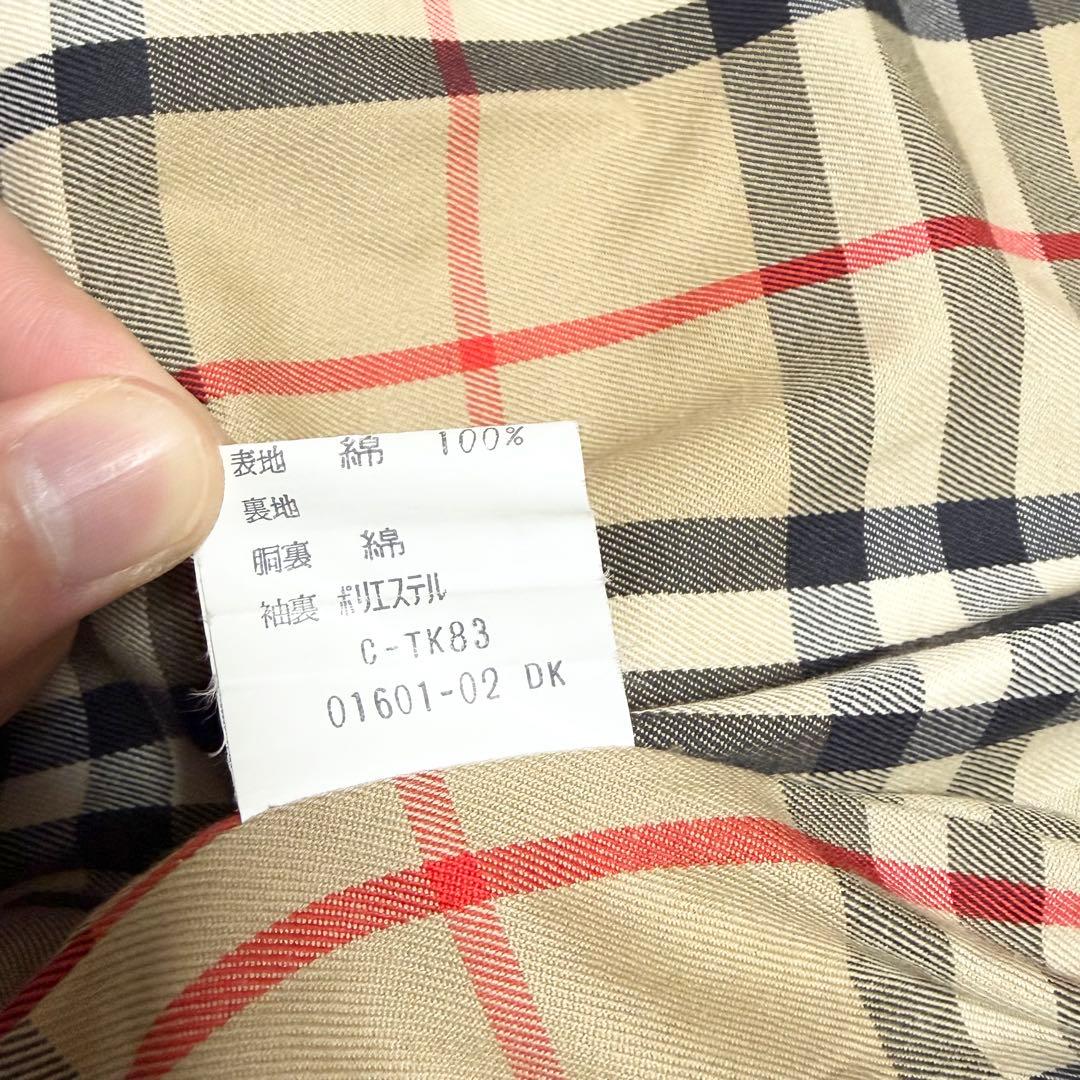 表地 綿 100%
裏地
胴裏 綿
袖裏 ポリエステル
C-TK83
01601-02 DK